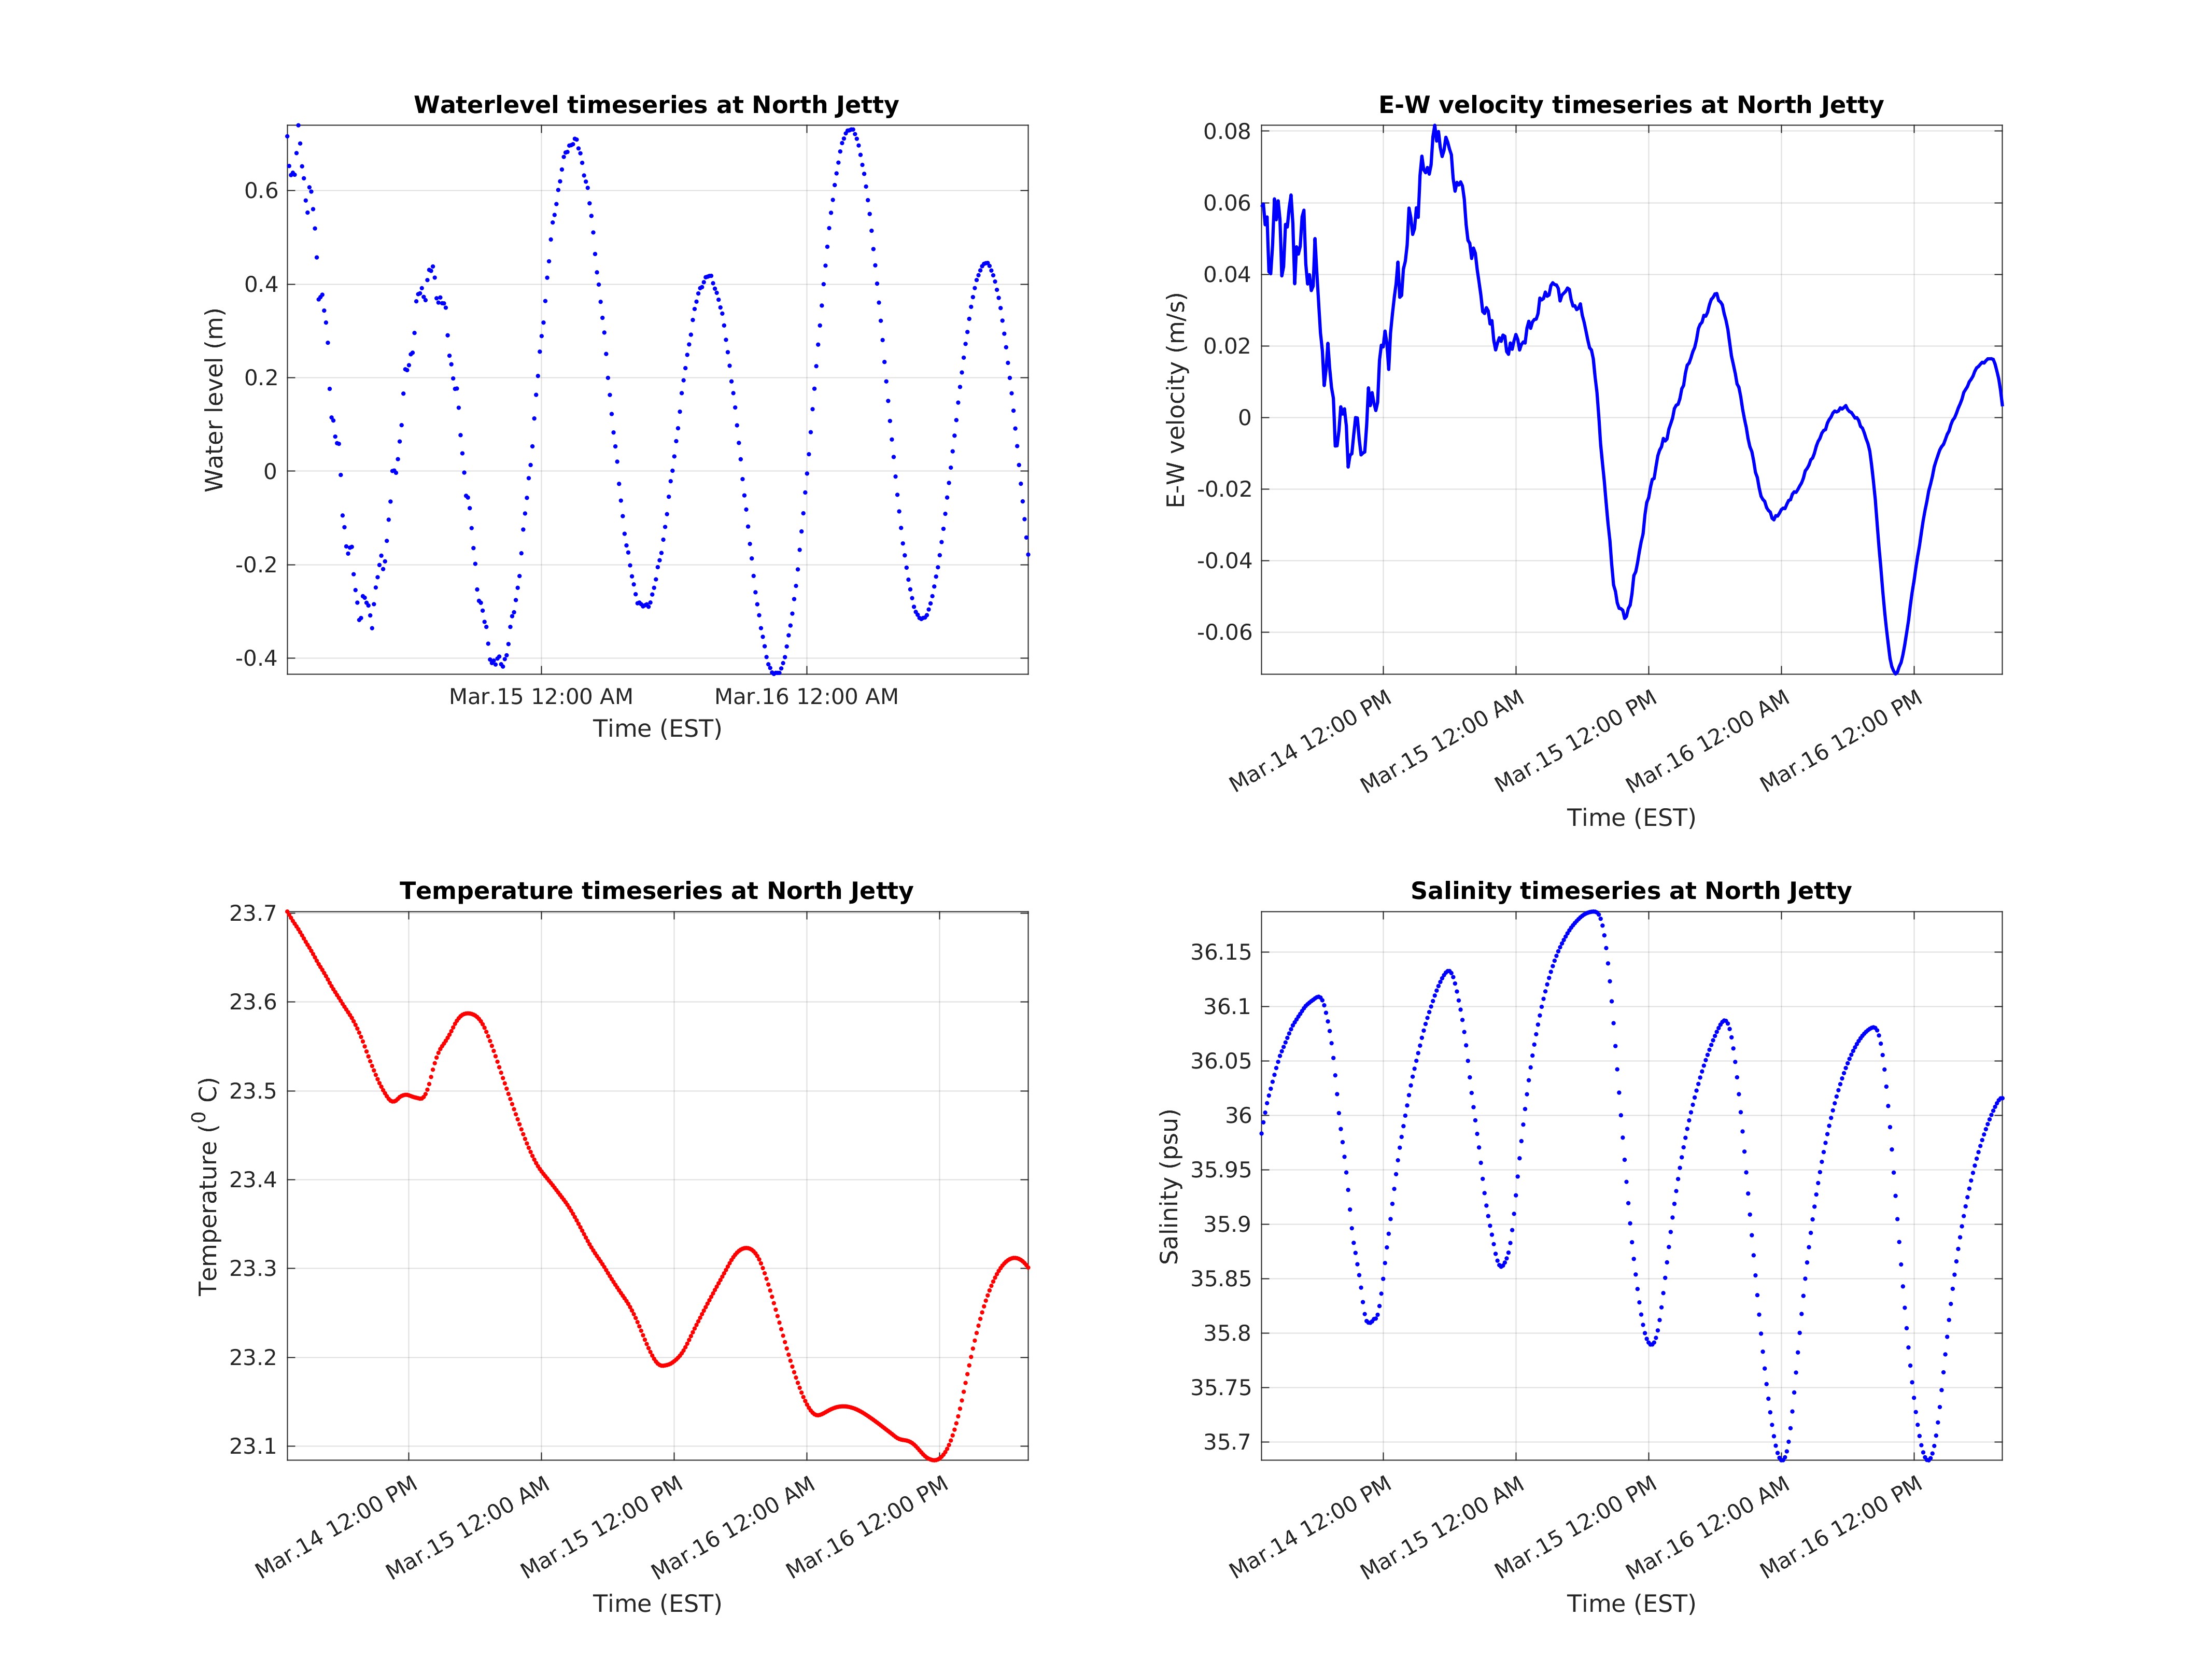 Waterlevel timeseries at North Jetty
0.6
0.4
0.2
0
-0.2
-0.4
Water level (m)
Mar.15 12:00 AM
Mar.16 12:00 AM
Time (EST)
E-W velocity timeseries at North Jetty
0.08
0.06
0.04
0.02
0
-0.02
-0.04
-0.06
E-W velocity (m/s)
Mar.14 12:00 PM
Mar.15 12:00 AM
Mar.15 12:00 PM
Mar.16 12:00 AM
Mar.16 12:00 PM
Time (EST)
Temperature timeseries at North Jetty
23.7
23.6
23.5
23.4
23.3
23.2
23.1
Temperature (⁰ C)
Mar.14 12:00 PM
Mar.15 12:00 AM
Mar.15 12:00 PM
Mar.16 12:00 AM
Mar.16 12:00 PM
Time (EST)
Salinity timeseries at North Jetty
36.15
36.1
36.05
36
35.95
35.9
35.85
35.8
35.75
35.7
Salinity (psu)
Mar.14 12:00 PM
Mar.15 12:00 AM
Mar.15 12:00 PM
Mar.16 12:00 AM
Mar.16 12:00 PM
Time (EST)